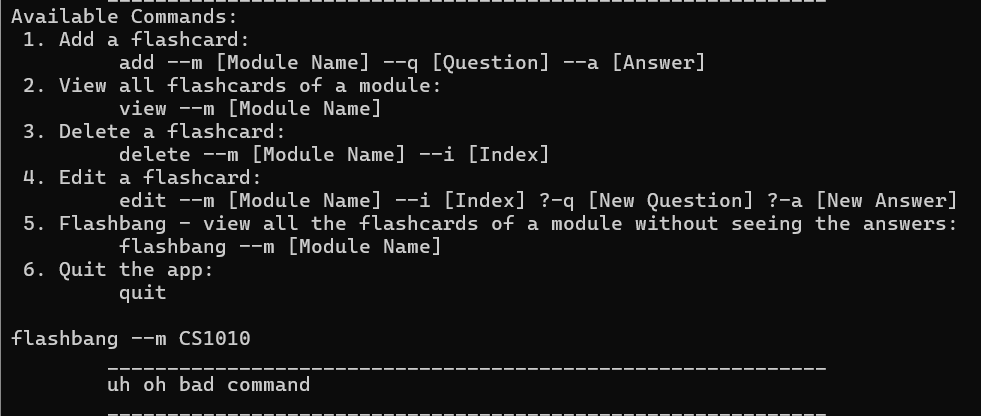 ____________________________________________________________
Available Commands:
1. Add a flashcard:
add --m [Module Name] --q [Question] --a [Answer]
2. View all flashcards of a module:
view --m [Module Name]
3. Delete a flashcard:
delete --m [Module Name] --i [Index]
4. Edit a flashcard:
edit --m [Module Name] --i [Index] ?-q [New Question] ?-a [New Answer]
5. Flashbang - view all the flashcards of a module without seeing the answers:
flashbang --m [Module Name]
6. Quit the app:
quit
flashbang --m CS1010
____________________________________________________________
uh oh bad command
____________________________________________________________